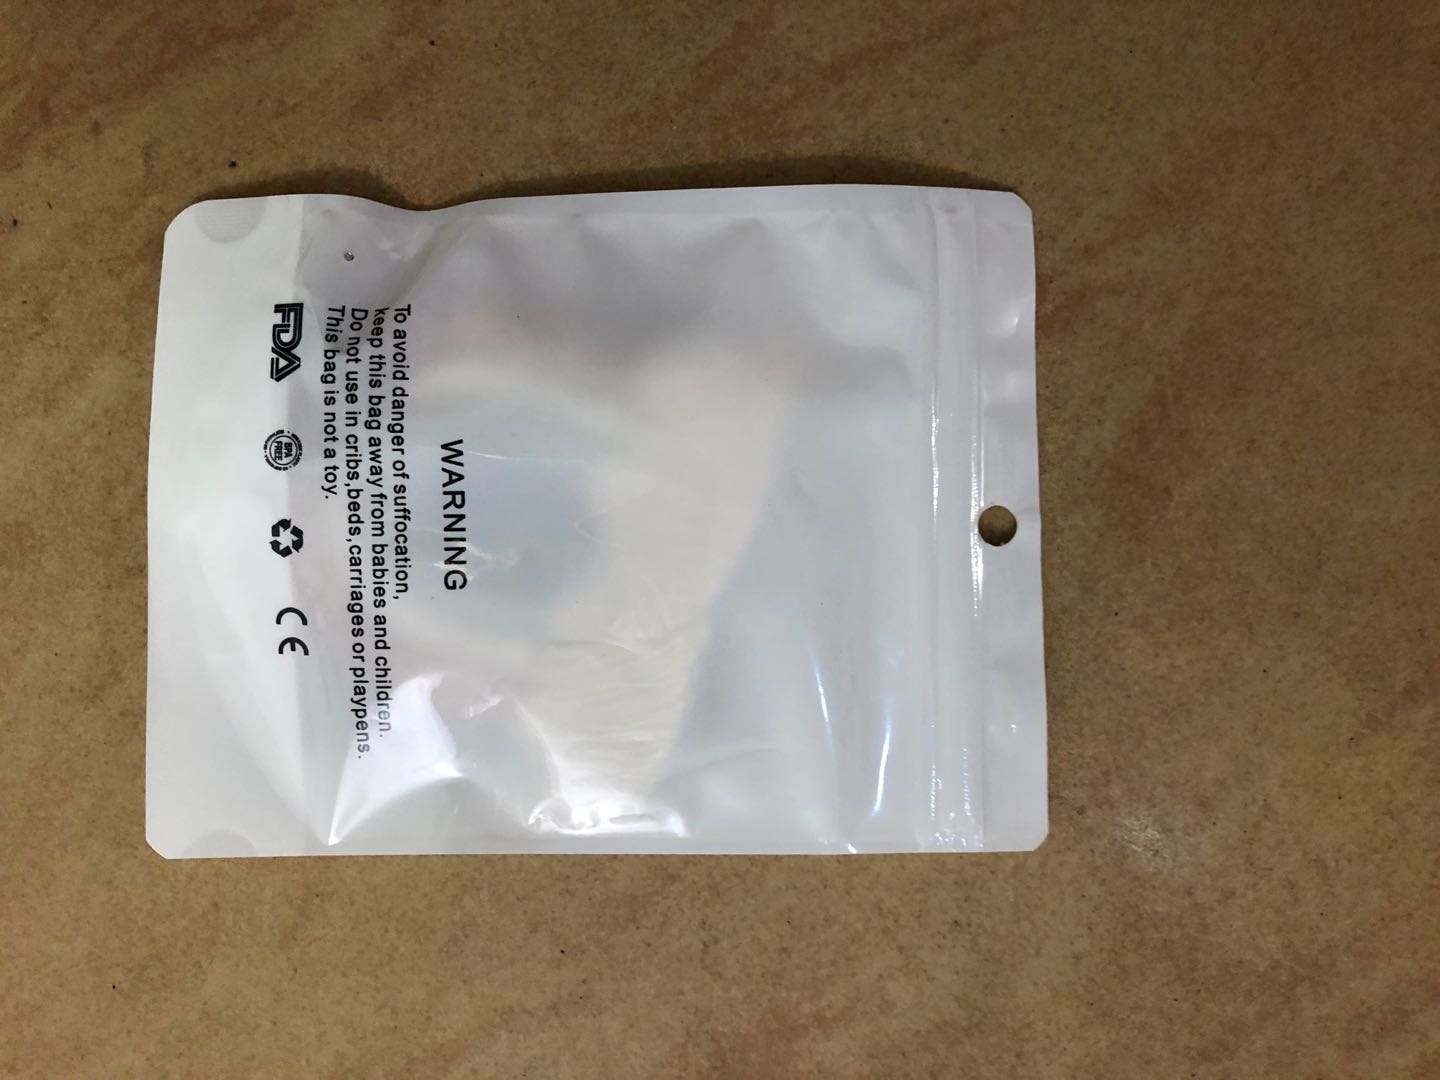 WARNING
To avoid danger of suffocation,
keep this bag away from babies and children.
Do not use in cribs,beds,carriages or playpens.
This bag is not a toy.
FDA
BPA
FREE
CE